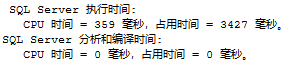 SQL Server 执行时间:
CPU 时间 = 359 毫秒，占用时间 = 3427 毫秒。
SQL Server 分析和编译时间:
CPU 时间 = 0 毫秒，占用时间 = 0 毫秒。